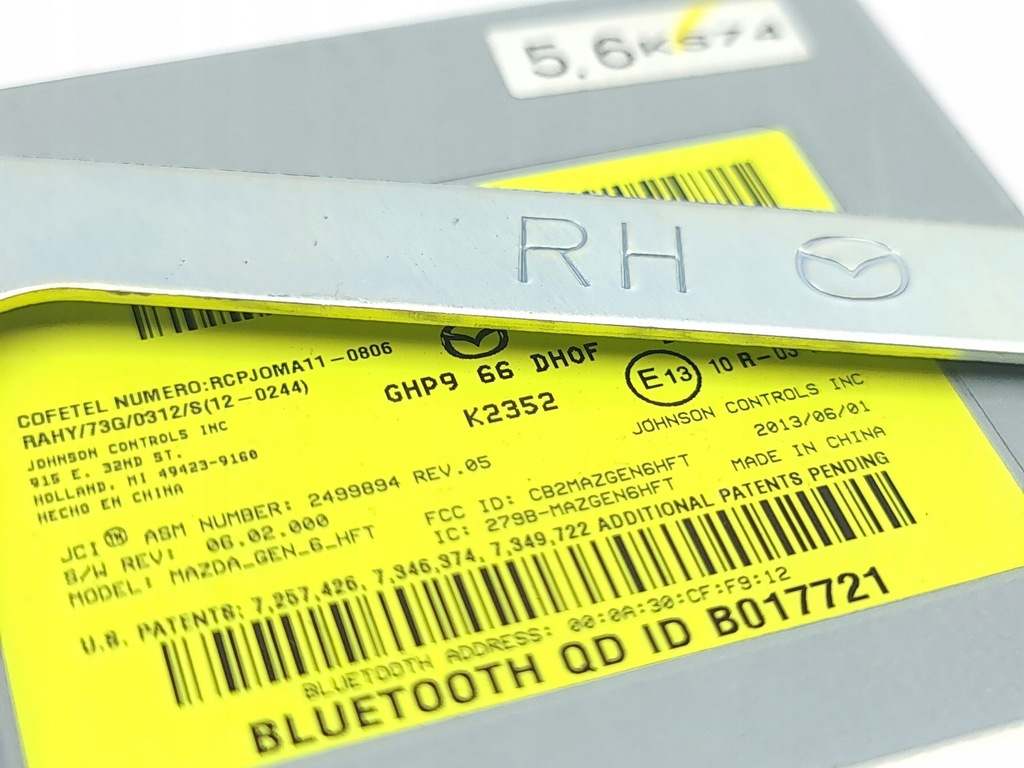 5,6KS74
RH
COFETEL NUMERO:RCPJOMA11-0806
RAHY/73G/0312/S(12-0244)
JOHNSON CONTROLS INC
915 E. 32ND ST.
HOLLAND, MI 49423-9160
HECHO EN CHINA
GHP9 66 DH0F
K2352
E13
10 R-03
JOHNSON CONTROLS INC
2013/06/01
MADE IN CHINA
JCI ASM NUMBER: 2499894 REV.05
S/W REV: 06.02.000
MODEL: MAZDA_GEN_6_HFT
FCC ID: CB2MAZGEN6HFT
IC: 279B-MAZGEN6HFT
U.S. PATENTS: 7,257,426, 7,346,374, 7,349,722 ADDITIONAL PATENTS PENDING
BLUETOOTH ADDRESS: 00:0A:30:CF:F9:12
BLUETOOTH QD ID B017721